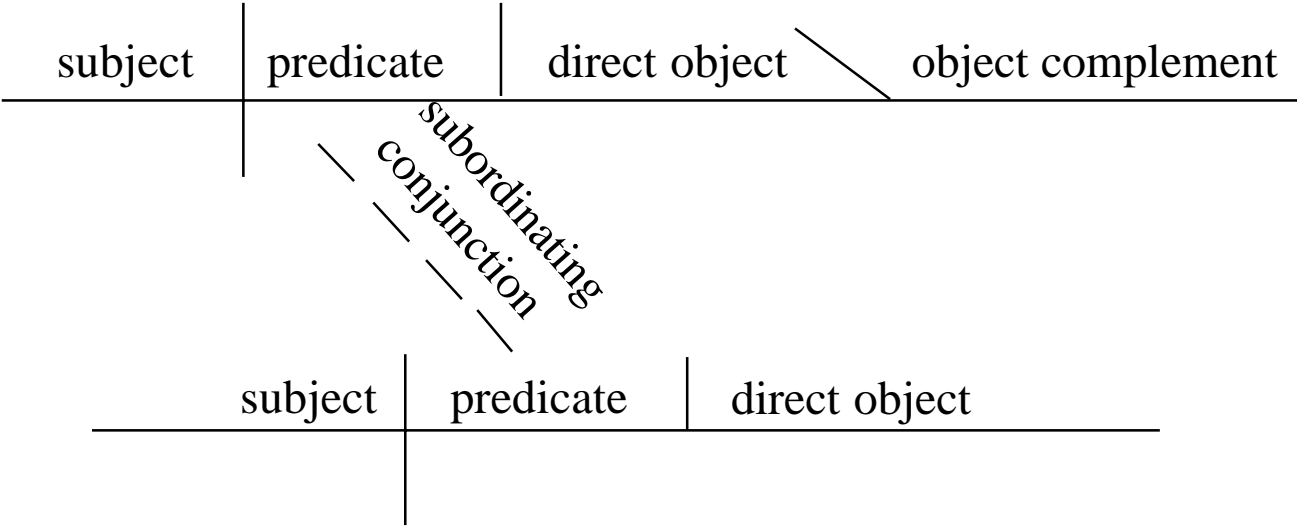 subject predicate direct object object complement
subordinating
conjunction
subject predicate direct object